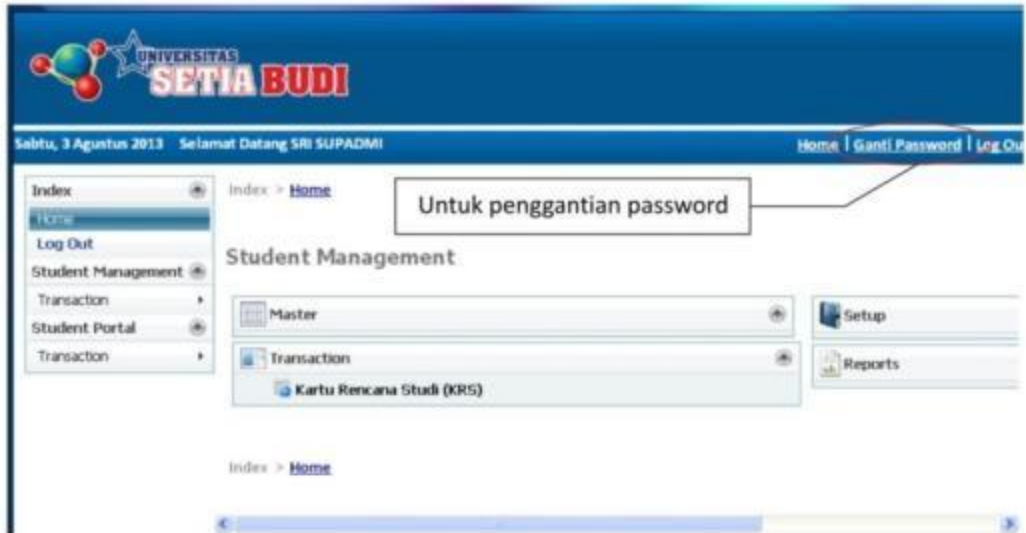 UNIVERSITAS
SETIA BUDI
Sabtu, 3 Agustus 2013 Selamat Datang SRI SUPADMI
Home | Ganti Password | Log Ou
Index
Home
Log Out
Student Management
Transaction
Student Portal
Transaction
Index > Home
Untuk penggantian password
Student Management
Master
Transaction
Kartu Rencana Studi (KRS)
Setup
Reports
Index > Home